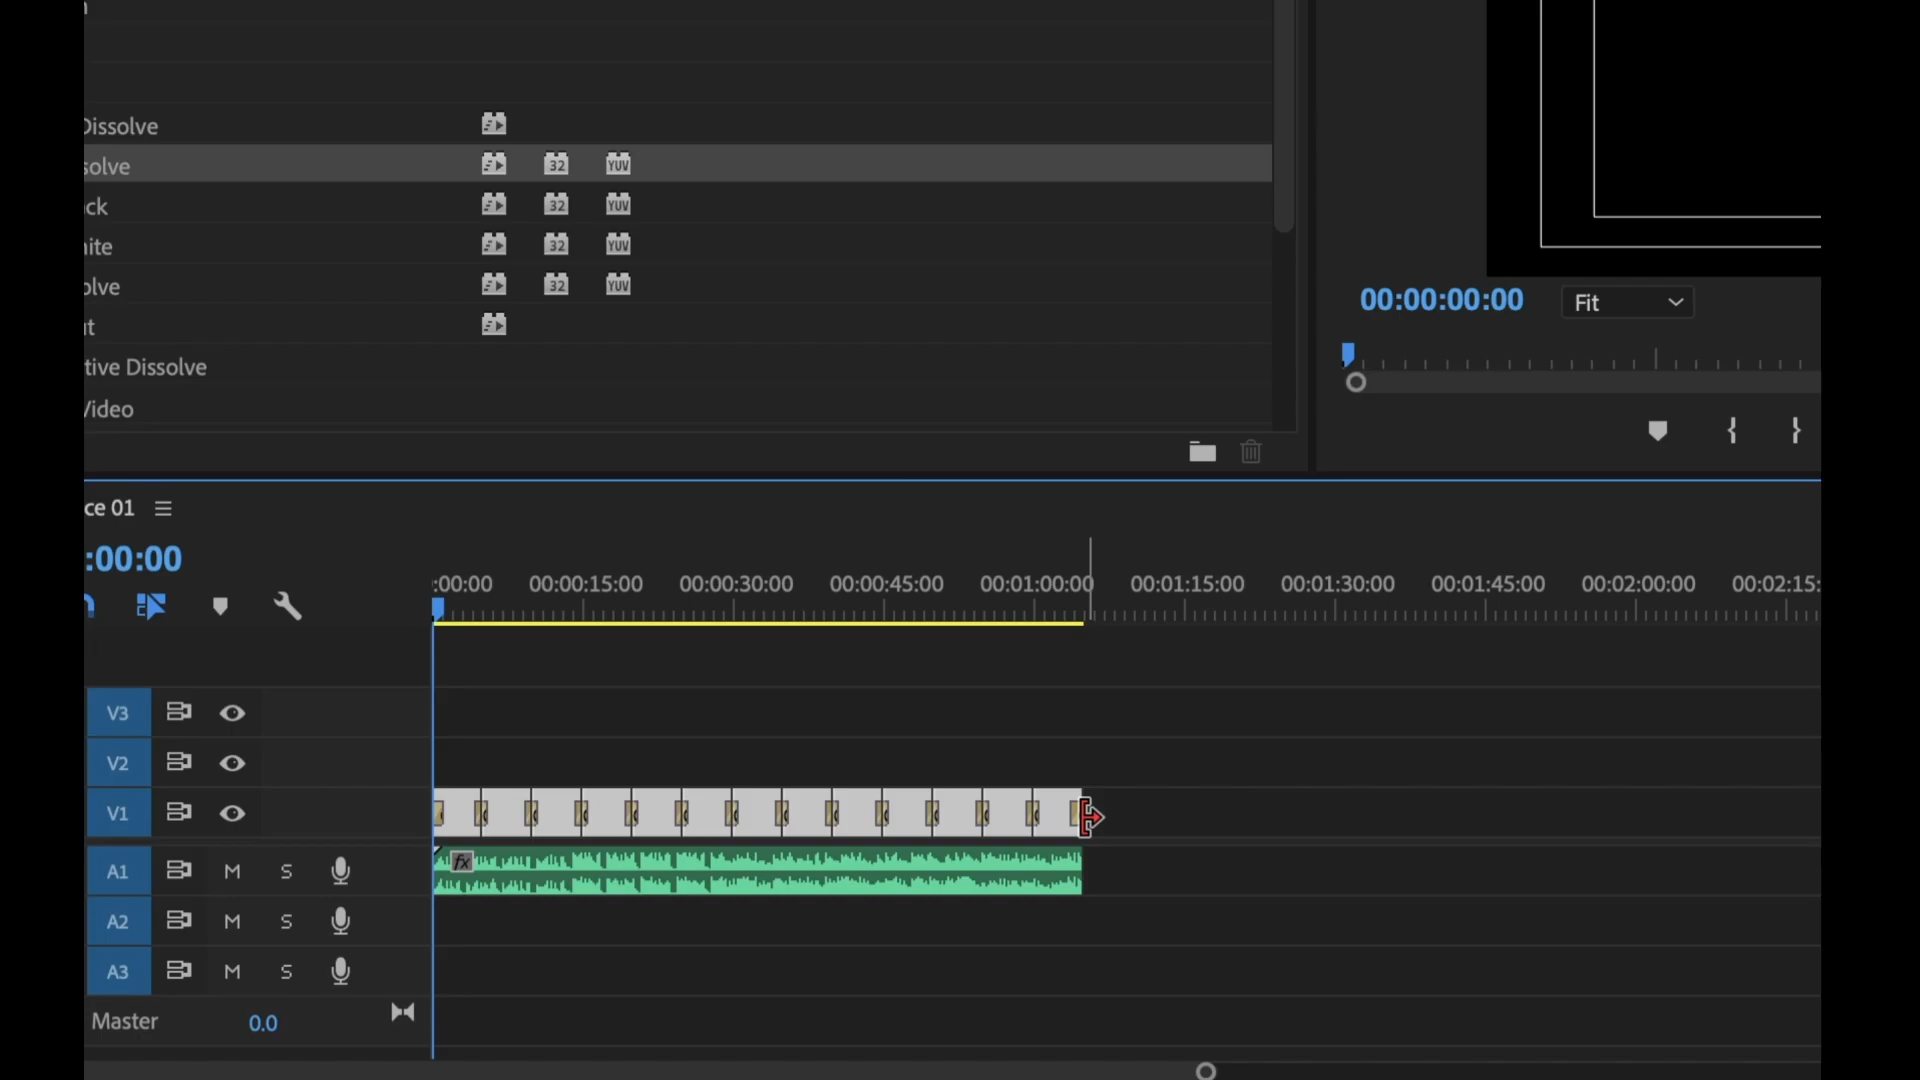 Dissolve
solve 32 YUV
ck 32 YUV
ite 32 YUV
olve 32 YUV
ut
tive Dissolve
Video
00:00:00:00 Fit
ce 01
:00:00
:00:00 00:00:15:00 00:00:30:00 00:00:45:00 00:01:00:00 00:01:15:00 00:01:30:00 00:01:45:00 00:02:00:00 00:02:15:
V3
V2
V1
fx
A1 M S
A2 M S
A3 M S
Master 0.0